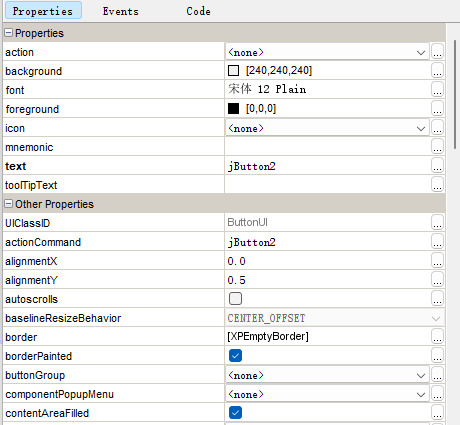 Properties Events Code
Properties
action <none> ...
background [240,240,240] ...
font 宋体 12 Plain ...
foreground [0,0,0] ...
icon <none> ...
mnemonic ...
text jButton2 ...
toolTipText ...
Other Properties
UIClassID ButtonUI ...
actionCommand jButton2 ...
alignmentX 0.0 ...
alignmentY 0.5 ...
autoscrolls ...
baselineResizeBehavior CENTER_OFFSET ...
border [XPEmptyBorder] ...
borderPainted ...
buttonGroup <none> ...
componentPopupMenu <none> ...
contentAreaFilled ...